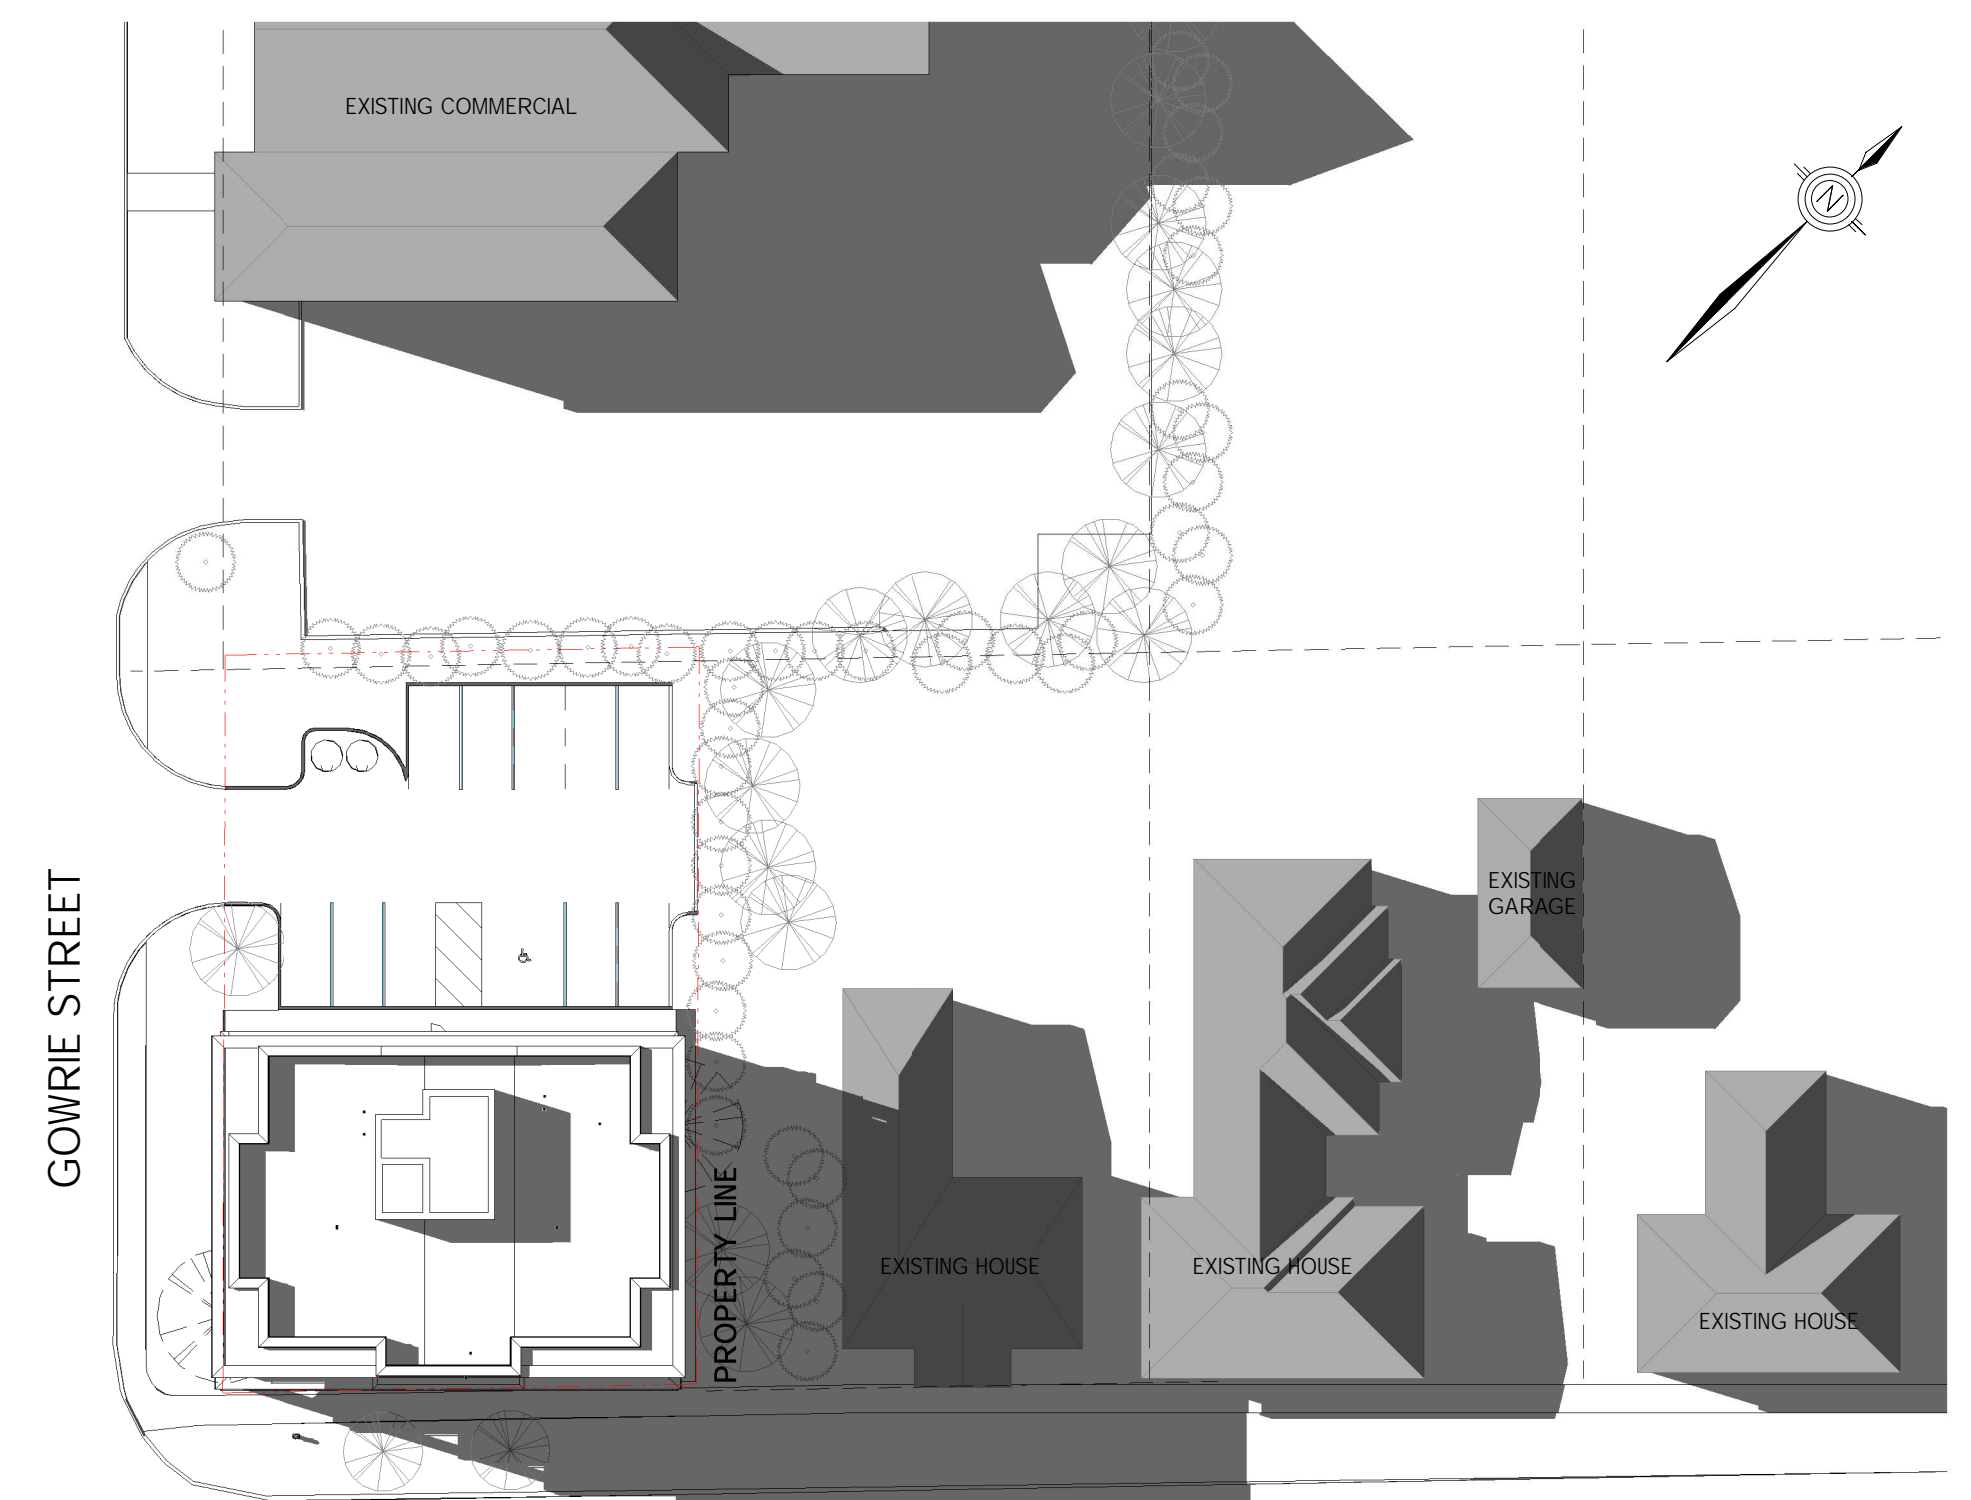 EXISTING COMMERCIAL
N
EXISTING
GARAGE
GOWRIE STREET
PROPERTY LINE
EXISTING HOUSE
EXISTING HOUSE
EXISTING HOUSE